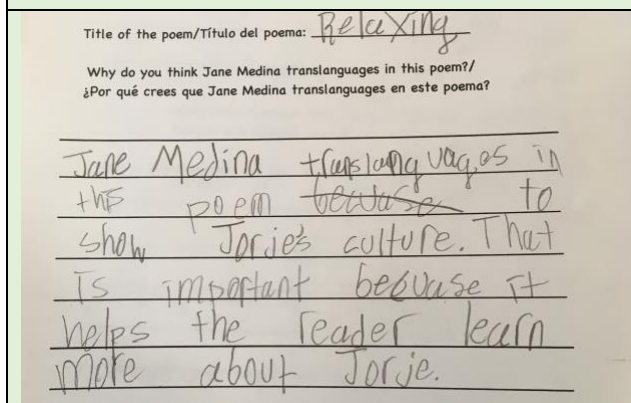 Title of the poem/Título del poema: Relaxing
Why do you think Jane Medina translanguages in this poem?/
¿Por qué crees que Jane Medina translanguages en este poema?
Jane Medina translanguages in
this poem becuase to
show Jorje's culture. That
is important becuase it
helps the reader learn
more about Jorje.